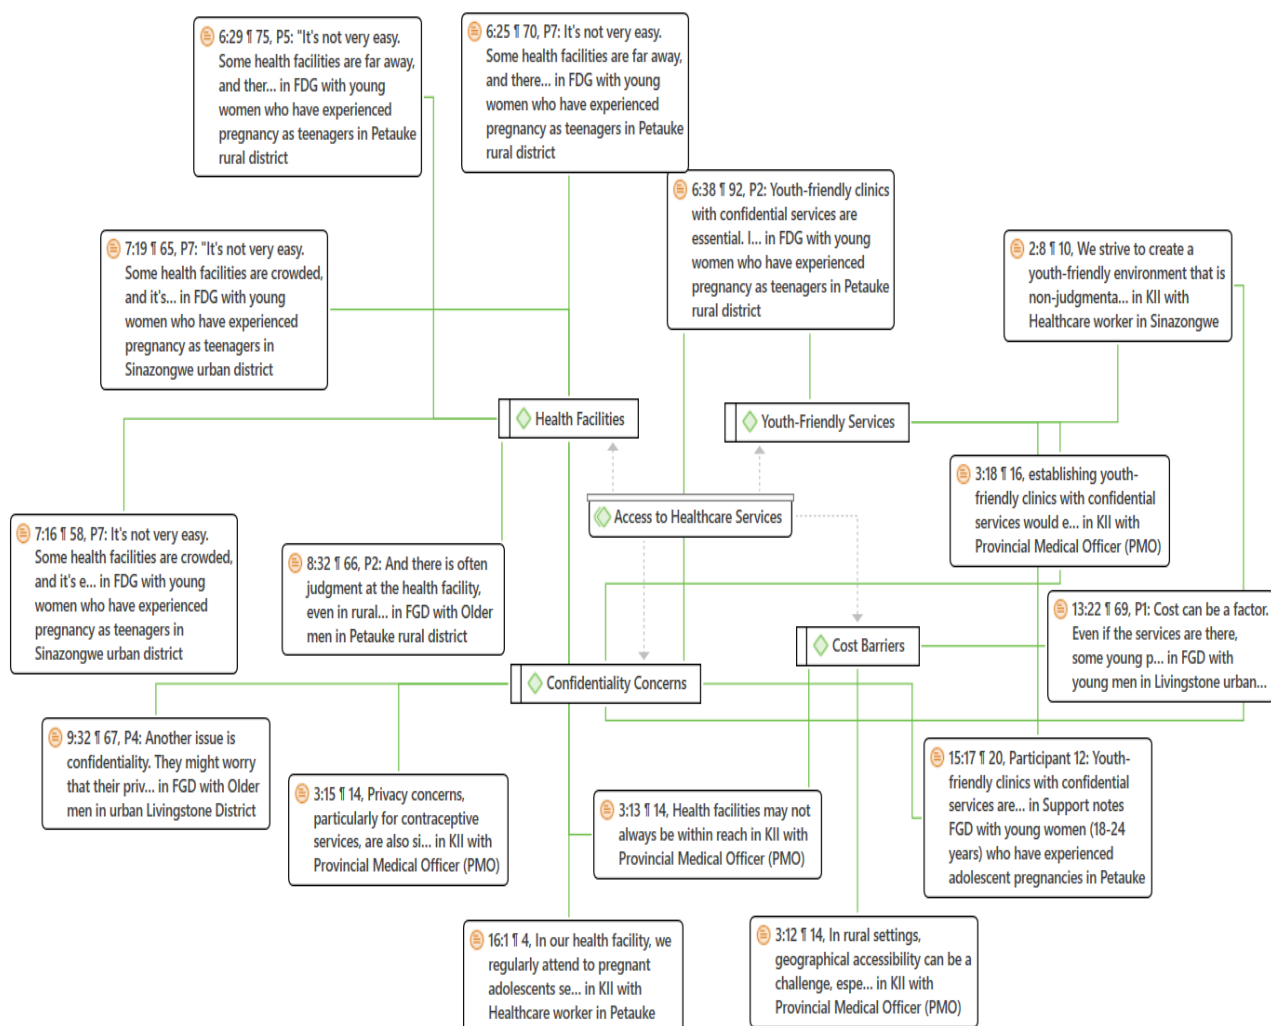 6:29 ¶ 75, P5: "It's not very easy.
Some health facilities are far away,
and ther... in FDG with young
women who have experienced
pregnancy as teenagers in Petauke
rural district
6:25 ¶ 70, P7: It's not very easy.
Some health facilities are far away,
and there... in FDG with young
women who have experienced
pregnancy as teenagers in Petauke
rural district
6:38 ¶ 92, P2: Youth-friendly clinics
with confidential services are
essential. I... in FDG with young
women who have experienced
pregnancy as teenagers in Petauke
rural district
7:19 ¶ 65, P7: "It's not very easy.
Some health facilities are crowded,
and it's... in FDG with young
women who have experienced
pregnancy as teenagers in
Sinazongwe urban district
2:8 ¶ 10, We strive to create a
youth-friendly environment that is
non-judgmenta... in KII with
Healthcare worker in Sinazongwe
Health Facilities
Youth-Friendly Services
3:18 ¶ 16, establishing youth-
friendly clinics with confidential
services would e... in KII with
Provincial Medical Officer (PMO)
Access to Healthcare Services
7:16 ¶ 58, P7: It's not very easy.
Some health facilities are crowded,
and it's e... in FDG with young
women who have experienced
pregnancy as teenagers in
Sinazongwe urban district
8:32 ¶ 66, P2: And there is often
judgment at the health facility,
even in rural... in FGD with Older
men in Petauke rural district
13:22 ¶ 69, P1: Cost can be a factor.
Even if the services are there,
some young p... in FGD with
young men in Livingstone urban...
Cost Barriers
Confidentiality Concerns
9:32 ¶ 67, P4: Another issue is
confidentiality. They might worry
that their priv... in FGD with Older
men in urban Livingstone District
3:15 ¶ 14, Privacy concerns,
particularly for contraceptive
services, are also si... in KII with
Provincial Medical Officer (PMO)
3:13 ¶ 14, Health facilities may not
always be within reach in KII with
Provincial Medical Officer (PMO)
15:17 ¶ 20, Participant 12: Youth-
friendly clinics with confidential
services are... in Support notes
FGD with young women (18-24
years) who have experienced
adolescent pregnancies in Petauke
16:1 ¶ 4, In our health facility, we
regularly attend to pregnant
adolescents se... in KII with
Healthcare worker in Petauke
3:12 ¶ 14, In rural settings,
geographical accessibility can be a
challenge, espe... in KII with
Provincial Medical Officer (PMO)